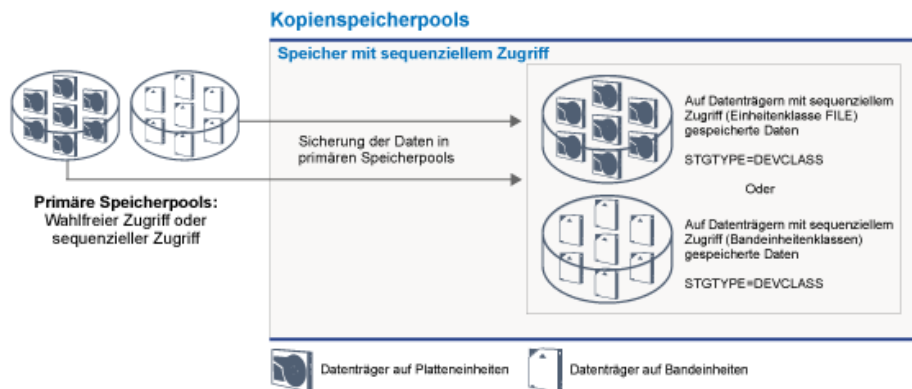 Kopienspeicherpools
Speicher mit sequenziellem Zugriff
Auf Datenträgern mit sequenziellem
Zugriff (Einheitenklasse FILE)
gespeicherte Daten
STGTYPE=DEVCLASS
Oder
Auf Datenträgern mit sequenziellem
Zugriff (Bandeinheitenklassen)
gespeicherte Daten
STGTYPE=DEVCLASS
Sicherung der Daten in
primären Speicherpools
Primäre Speicherpools:
Wahlfreier Zugriff oder
sequenzieller Zugriff
Datenträger auf Platteneinheiten
Datenträger auf Bandeinheiten